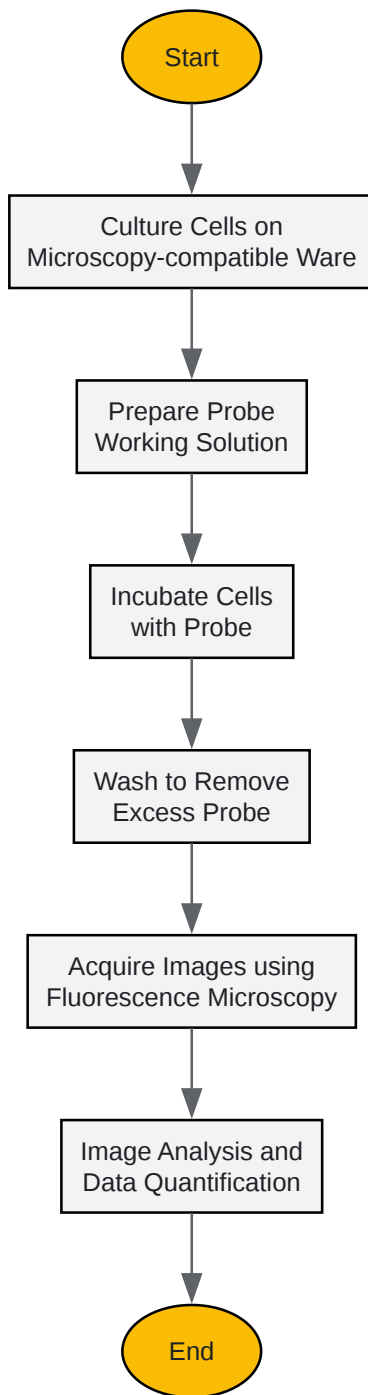 Start
Culture Cells on
Microscopy-compatible Ware
Prepare Probe
Working Solution
Incubate Cells
with Probe
Wash to Remove
Excess Probe
Acquire Images using
Fluorescence Microscopy
Image Analysis and
Data Quantification
End